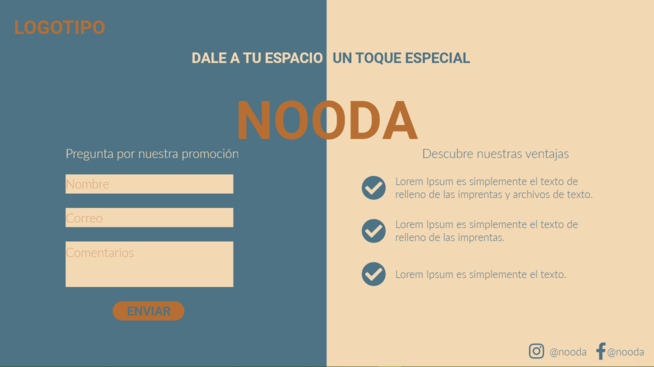 LOGOTIPO
DALE A TU ESPACIO UN TOQUE ESPECIAL
NOODA
Pregunta por nuestra promoción
Nombre
Correo
Comentarios
ENVIAR
Descubre nuestras ventajas
Lorem Ipsum es simplemente el texto de
relleno de las imprentas y archivos de texto.
Lorem Ipsum es simplemente el texto de
relleno de las imprentas.
Lorem Ipsum es simplemente el texto.
@nooda @nooda